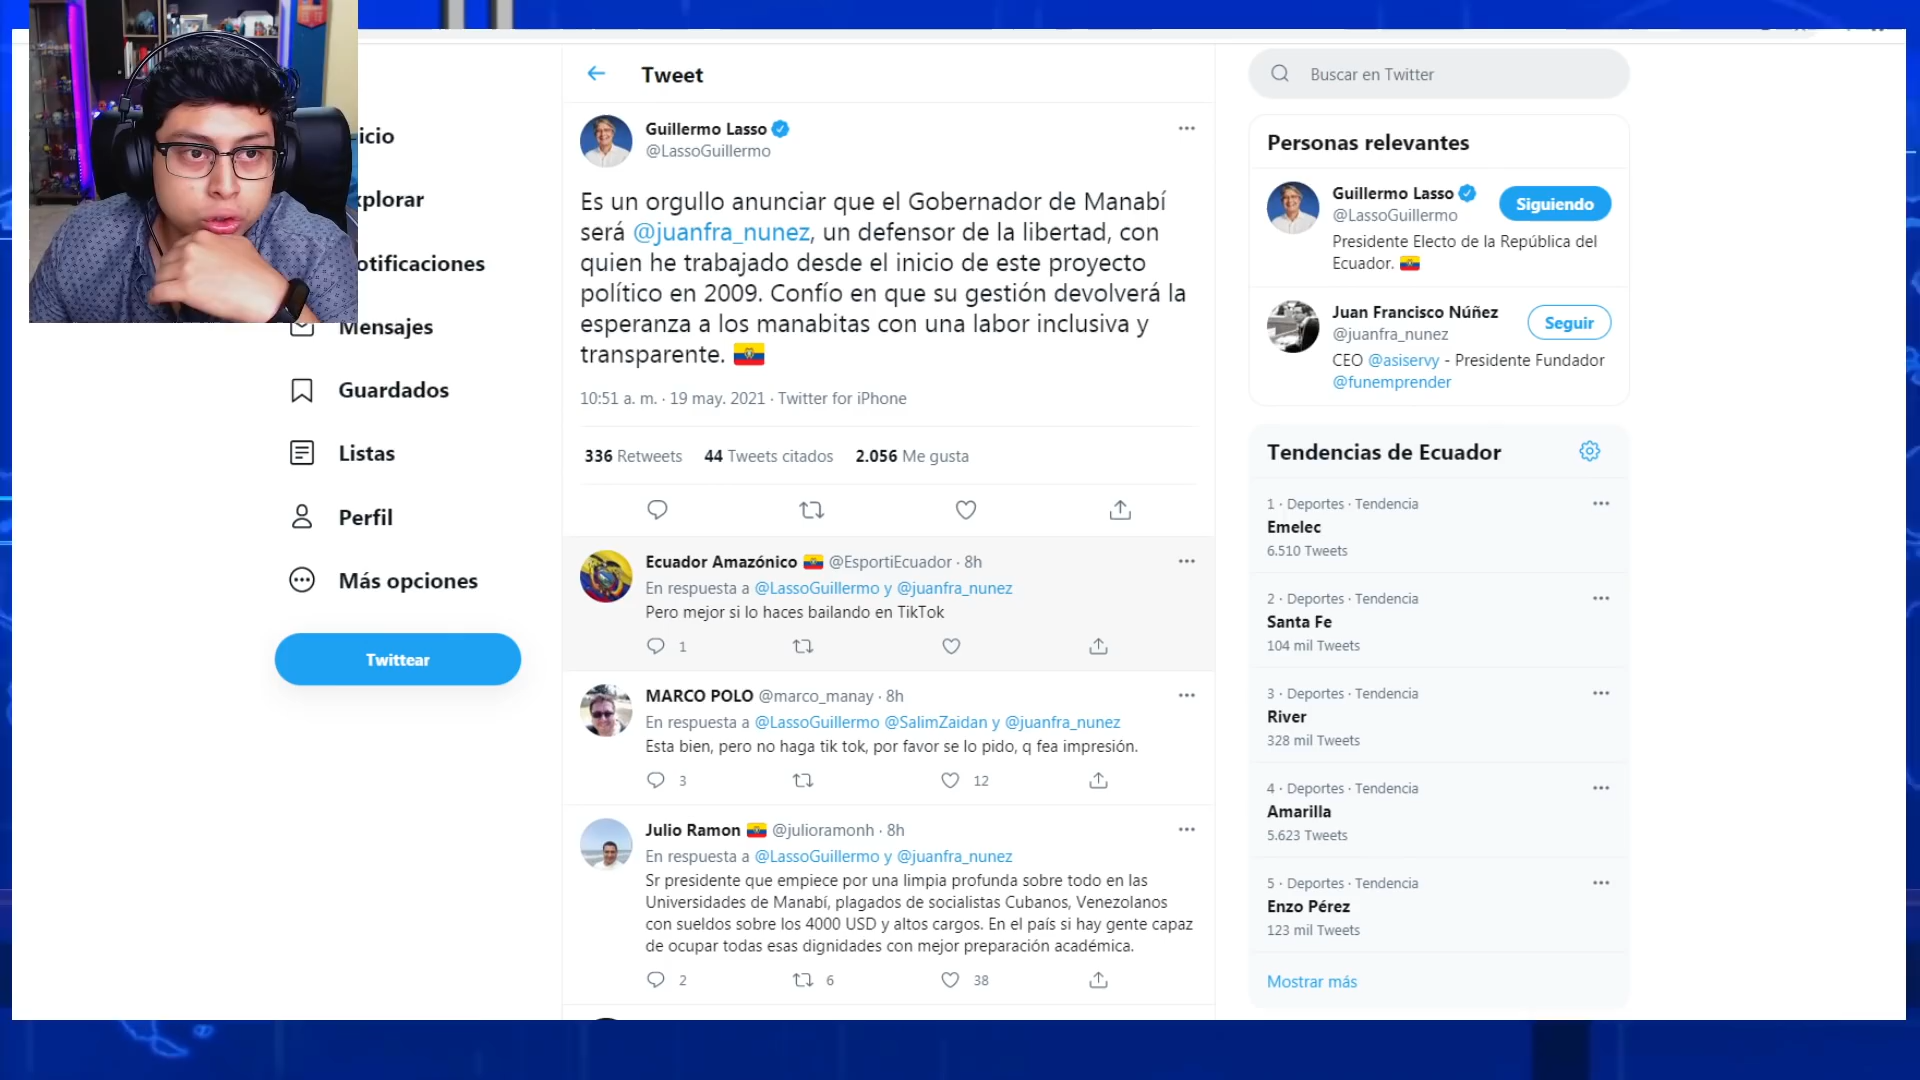 icio
xplorar
otificaciones
Mensajes
Guardados
Listas
Perfil
Más opciones
Twittear
Tweet
Guillermo Lasso
@LassoGuillermo
Es un orgullo anunciar que el Gobernador de Manabí
será @juanfra_nunez, un defensor de la libertad, con
quien he trabajado desde el inicio de este proyecto
político en 2009. Confío en que su gestión devolverá la
esperanza a los manabitas con una labor inclusiva y
transparente.
10:51 a. m. · 19 may. 2021 · Twitter for iPhone
336 Retweets 44 Tweets citados 2.056 Me gusta
Ecuador Amazónico @EsportiEcuador · 8h
En respuesta a @LassoGuillermo y @juanfra_nunez
Pero mejor si lo haces bailando en TikTok
1
MARCO POLO @marco_manay · 8h
En respuesta a @LassoGuillermo @SalimZaidan y @juanfra_nunez
Esta bien, pero no haga tik tok, por favor se lo pido, q fea impresión.
3 12
Julio Ramon @julioramonh · 8h
En respuesta a @LassoGuillermo y @juanfra_nunez
Sr presidente que empiece por una limpia profunda sobre todo en las
Universidades de Manabí, plagados de socialistas Cubanos, Venezolanos
con sueldos sobre los 4000 USD y altos cargos. En el país si hay gente capaz
de ocupar todas esas dignidades con mejor preparación académica.
2 6 38
Buscar en Twitter
Personas relevantes
Guillermo Lasso
@LassoGuillermo
Siguiendo
Presidente Electo de la República del
Ecuador.
Juan Francisco Núñez
@juanfra_nunez
Seguir
CEO @asiservy - Presidente Fundador
@funemprender
Tendencias de Ecuador
1 · Deportes · Tendencia
Emelec
6.510 Tweets
2 · Deportes · Tendencia
Santa Fe
104 mil Tweets
3 · Deportes · Tendencia
River
328 mil Tweets
4 · Deportes · Tendencia
Amarilla
5.623 Tweets
5 · Deportes · Tendencia
Enzo Pérez
123 mil Tweets
Mostrar más